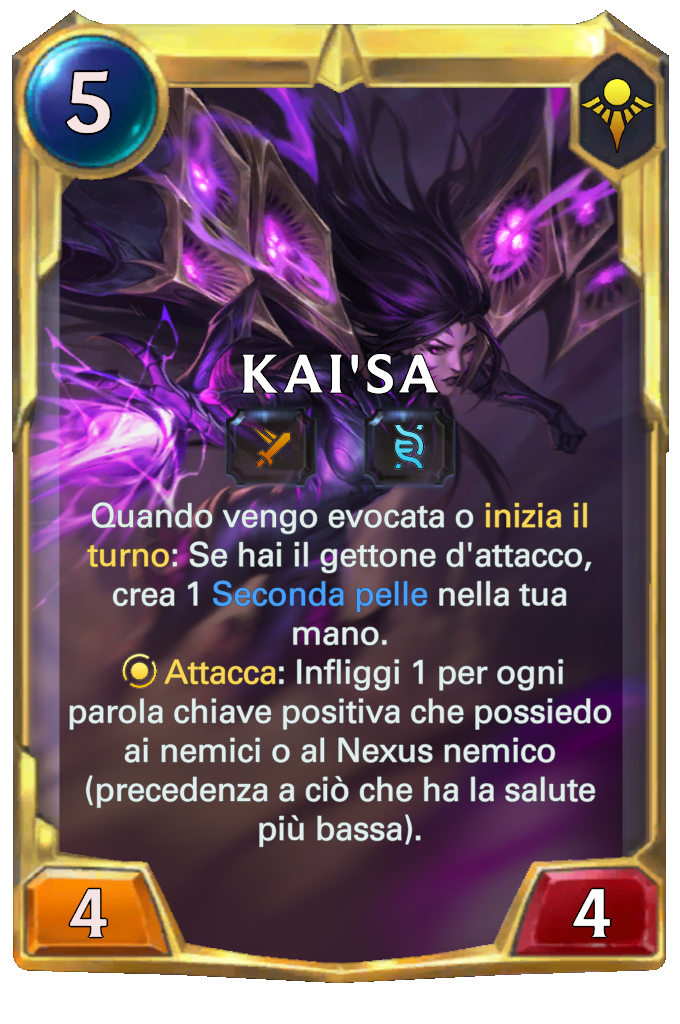 5
KAI'SA
Quando vengo evocata o inizia il
turno: Se hai il gettone d'attacco,
crea 1 Seconda pelle nella tua
mano.
Attacca: Infliggi 1 per ogni
parola chiave positiva che possiedo
ai nemici o al Nexus nemico
(precedenza a ciò che ha la salute
più bassa).
4
4